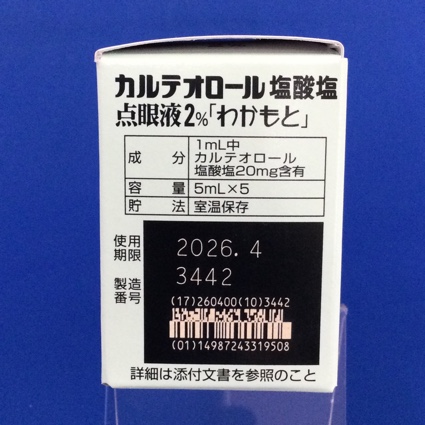 カルテオロール塩酸塩
点眼液2%「わかもと」
成分 1mL中
カルテオロール
塩酸塩20mg含有
容量 5mL×5
貯法 室温保存
使用期限 2026.4
製造番号 3442
(17)260400(10)3442
(01)14987243319508
詳細は添付文書を参照のこと